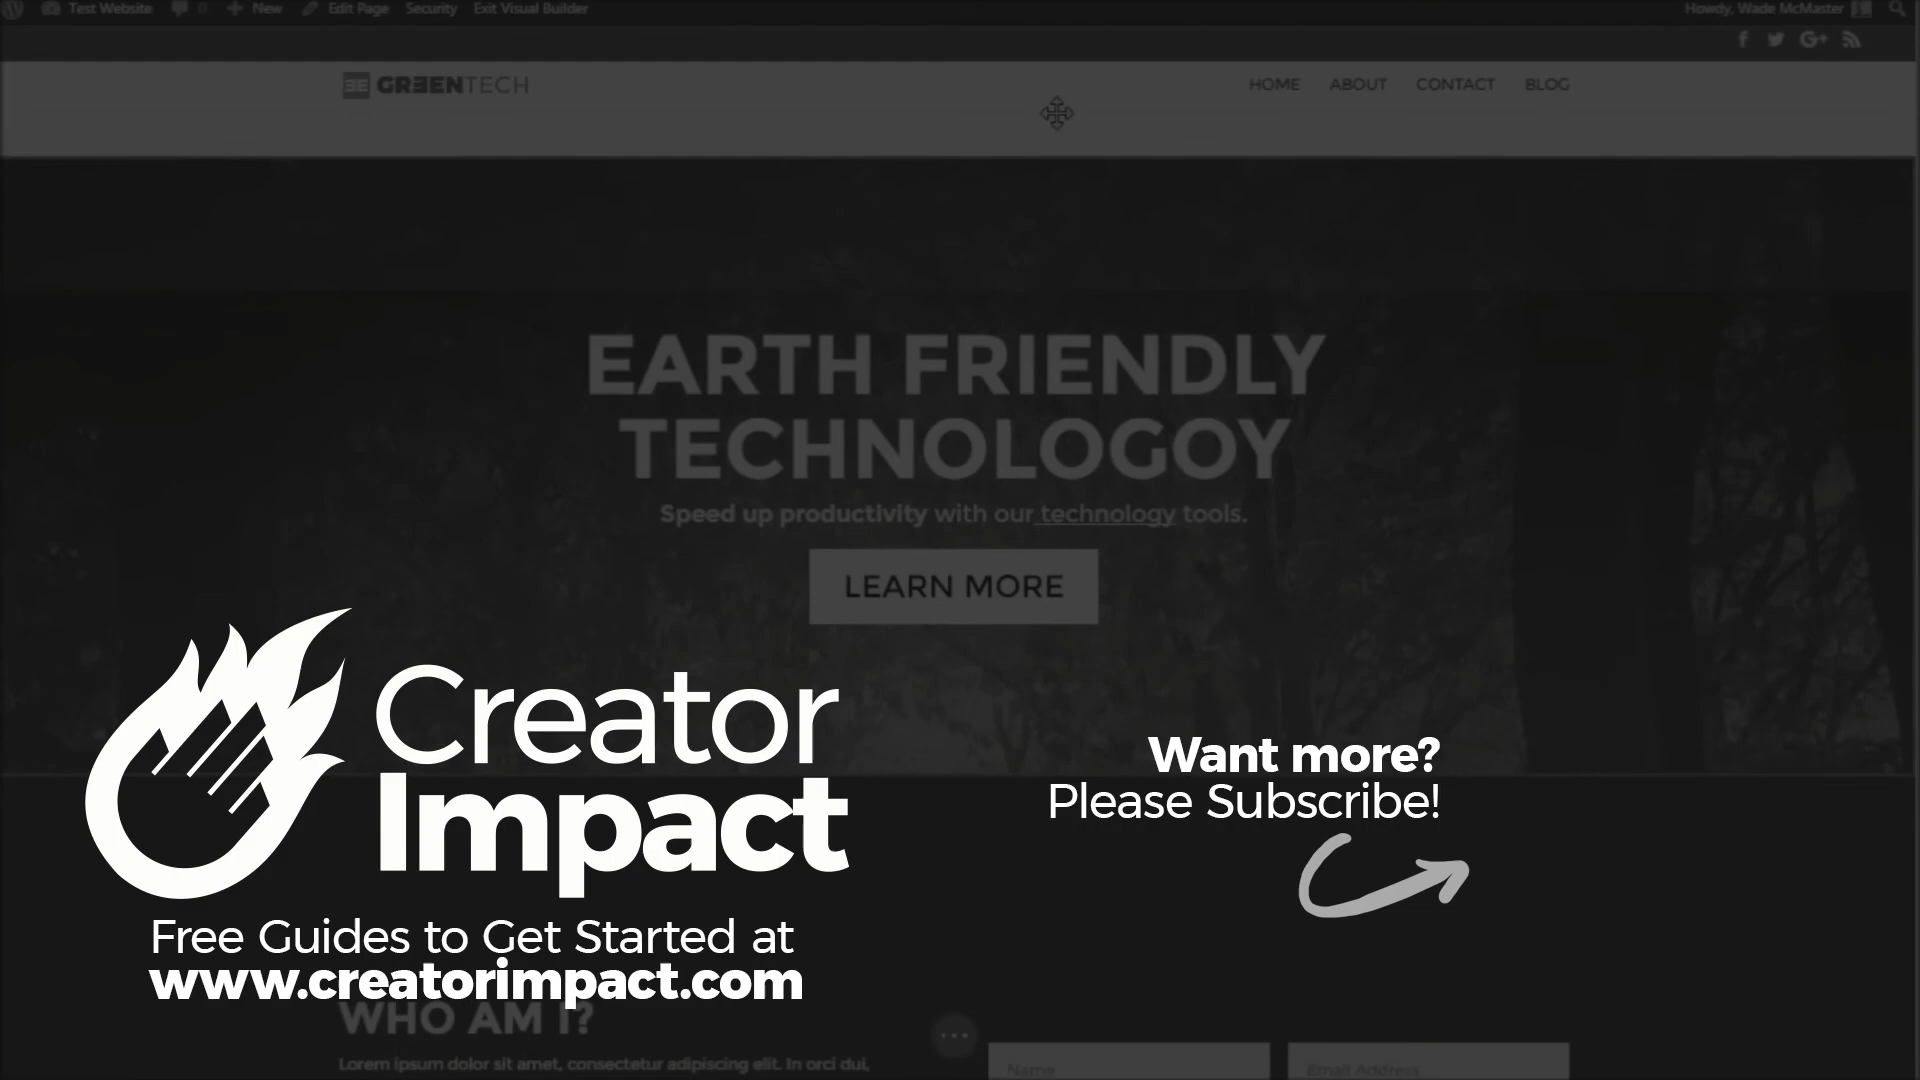 Test Website 0 New Edit Page Security Exit Visual Builder Howdy, Wade McMaster
GREENTECH HOME ABOUT CONTACT BLOG
EARTH FRIENDLY
TECHNOLOGOY
Speed up productivity with our technology tools.
LEARN MORE
Creator
Impact
Want more?
Please Subscribe!
Free Guides to Get Started at
www.creatorimpact.com
WHO AM I?
Lorem ipsum dolor sit amet, consectetur adipiscing elit. In orci dui,
Name Email Address